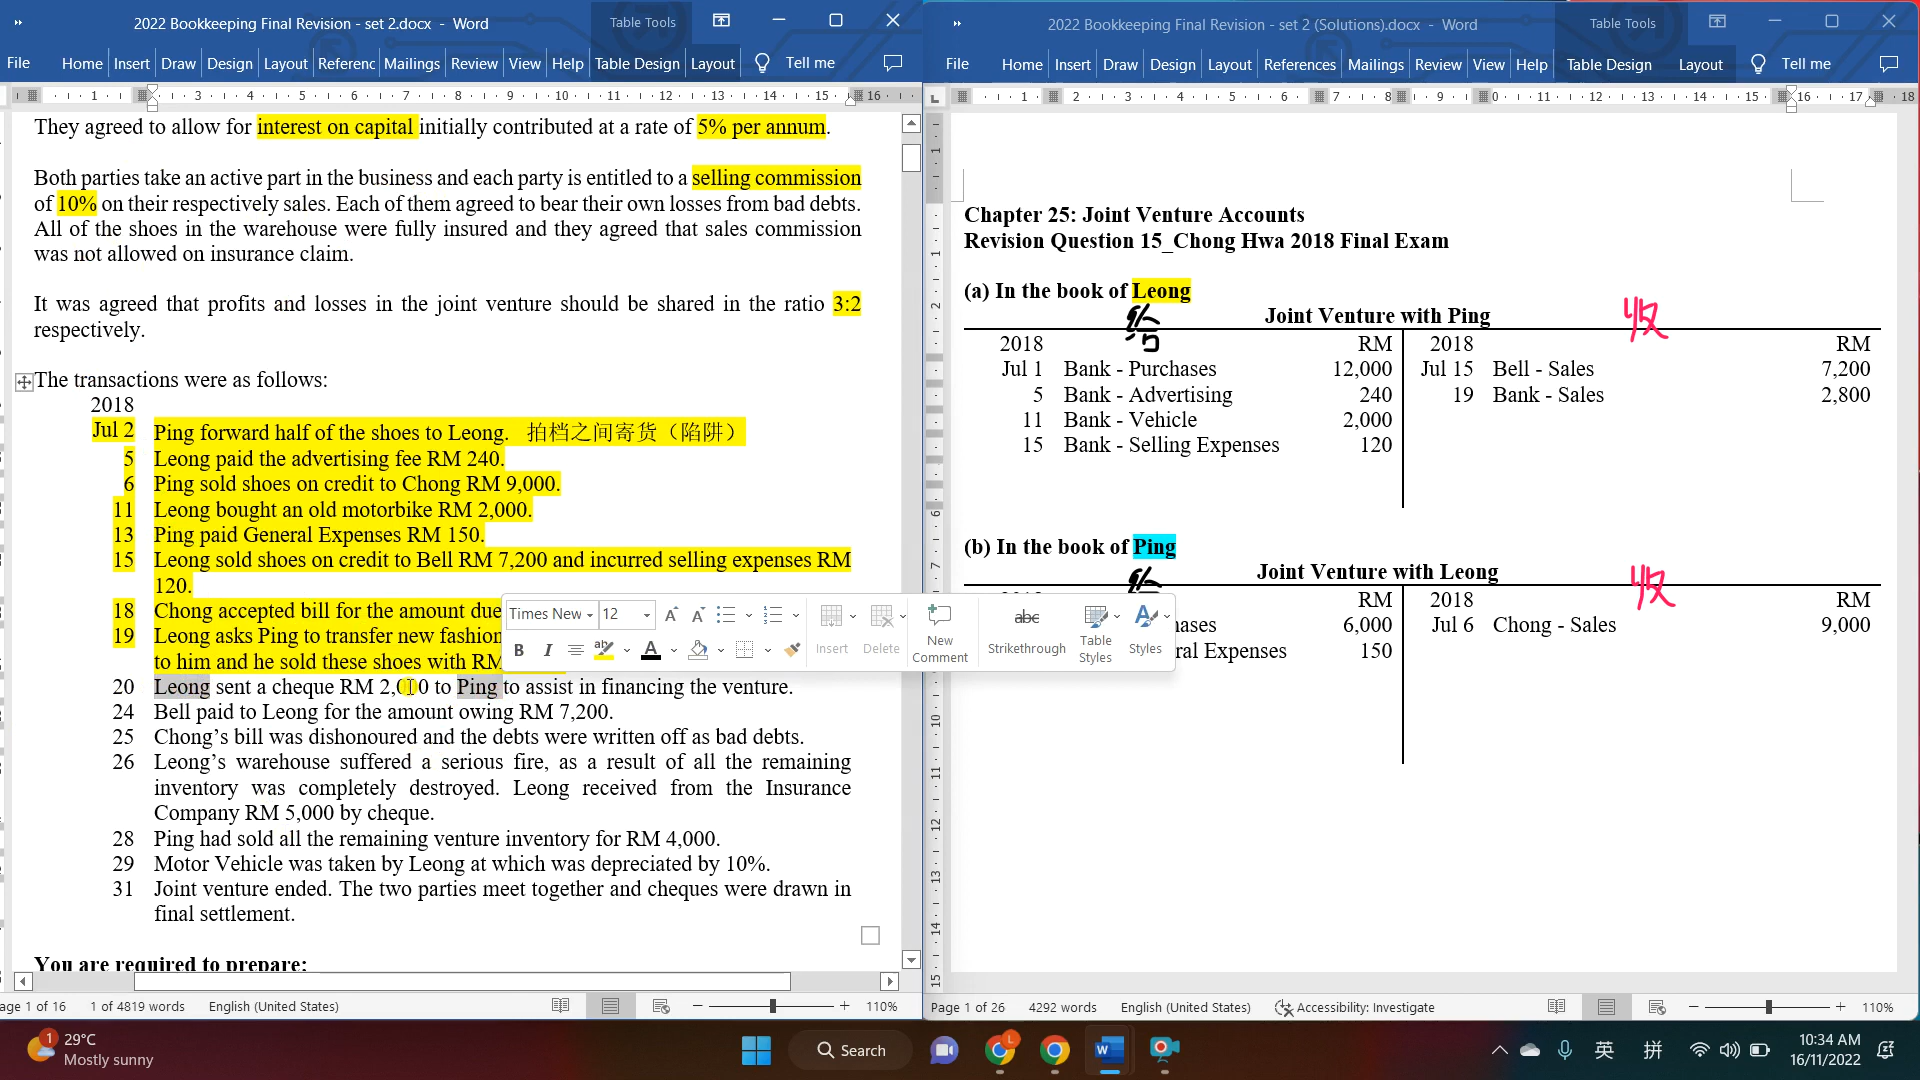 2022 Bookkeeping Final Revision - set 2.docx - Word
Table Tools
File
Home
Insert
Draw
Design
Layout
Referenc
Mailings
Review
View
Help
Table Design
Layout
Tell me
They agreed to allow for interest on capital initially contributed at a rate of 5% per annum.
Both parties take an active part in the business and each party is entitled to a selling commission
of 10% on their respectively sales. Each of them agreed to bear their own losses from bad debts.
All of the shoes in the warehouse were fully insured and they agreed that sales commission
was not allowed on insurance claim.
It was agreed that profits and losses in the joint venture should be shared in the ratio 3:2
respectively.
The transactions were as follows:
2018
Jul 2 Ping forward half of the shoes to Leong. 拍档之间寄货（陷阱）
5 Leong paid the advertising fee RM 240.
6 Ping sold shoes on credit to Chong RM 9,000.
11 Leong bought an old motorbike RM 2,000.
13 Ping paid General Expenses RM 150.
15 Leong sold shoes on credit to Bell RM 7,200 and incurred selling expenses RM
120.
18 Chong accepted bill for the amount due
19 Leong asks Ping to transfer new fashion
to him and he sold these shoes with RM
20 Leong sent a cheque RM 2,000 to Ping to assist in financing the venture.
24 Bell paid to Leong for the amount owing RM 7,200.
25 Chong’s bill was dishonoured and the debts were written off as bad debts.
26 Leong’s warehouse suffered a serious fire, as a result of all the remaining
inventory was completely destroyed. Leong received from the Insurance
Company RM 5,000 by cheque.
28 Ping had sold all the remaining venture inventory for RM 4,000.
29 Motor Vehicle was taken by Leong at which was depreciated by 10%.
31 Joint venture ended. The two parties meet together and cheques were drawn in
final settlement.
You are required to prepare:
age 1 of 16
1 of 4819 words
English (United States)
110%
Times New
12
B
I
Insert
Delete
New
Comment
abc
Strikethrough
Table
Styles
Styles
2022 Bookkeeping Final Revision - set 2 (Solutions).docx - Word
Table Tools
File
Home
Insert
Draw
Design
Layout
References
Mailings
Review
View
Help
Table Design
Layout
Tell me
Chapter 25: Joint Venture Accounts
Revision Question 15_Chong Hwa 2018 Final Exam
(a) In the book of Leong
给 Joint Venture with Ping 收
2018 RM 2018 RM
Jul 1 Bank - Purchases 12,000 Jul 15 Bell - Sales 7,200
5 Bank - Advertising 240 19 Bank - Sales 2,800
11 Bank - Vehicle 2,000
15 Bank - Selling Expenses 120
(b) In the book of Ping
Joint Venture with Leong 收
RM 2018 RM
hases 6,000 Jul 6 Chong - Sales 9,000
ral Expenses 150
Page 1 of 26
4292 words
English (United States)
Accessibility: Investigate
110%
1
29°C
Mostly sunny
Search
L
英
拼
10:34 AM
16/11/2022